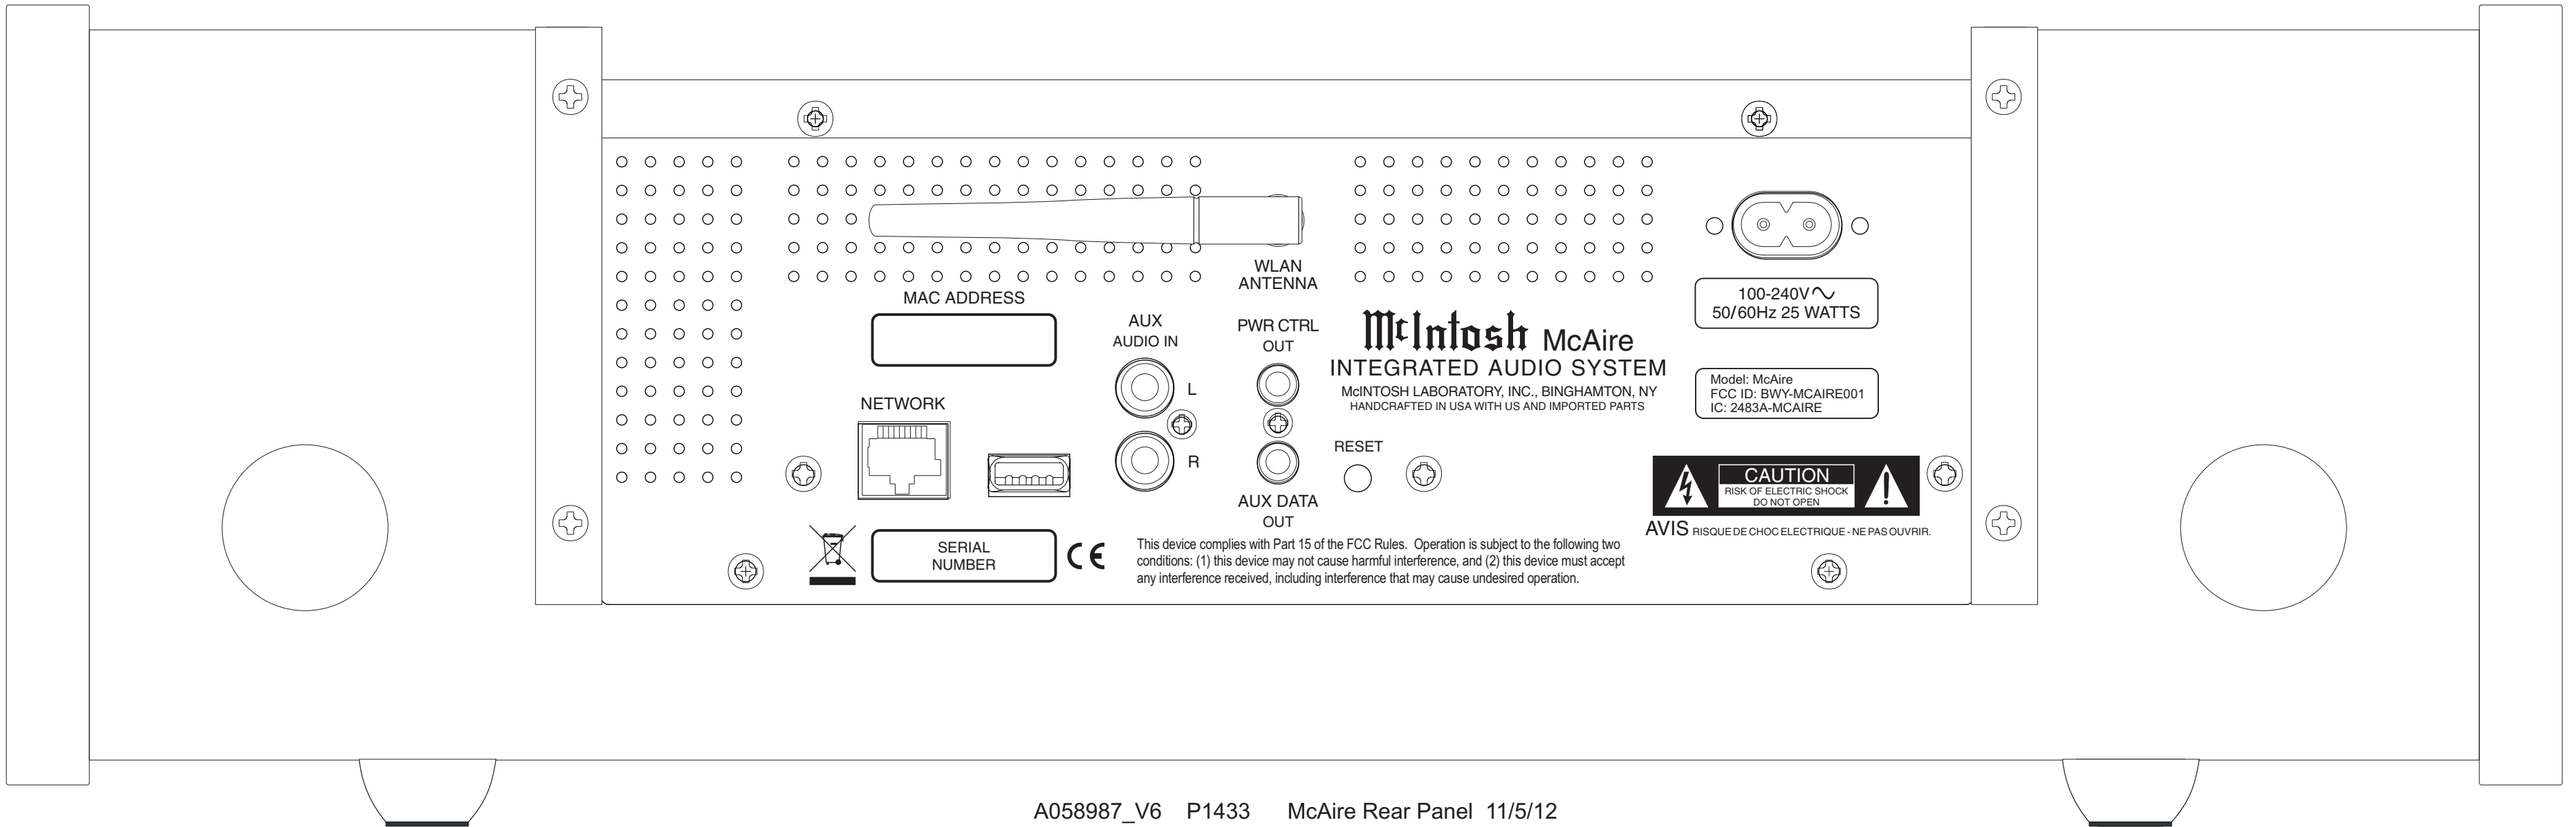 WLAN
ANTENNA
MAC ADDRESS
100-240V
50/60Hz 25 WATTS
AUX
AUDIO IN
PWR CTRL
OUT
McIntosh McAire
INTEGRATED AUDIO SYSTEM
McINTOSH LABORATORY, INC., BINGHAMTON, NY
HANDCRAFTED IN USA WITH US AND IMPORTED PARTS
Model: McAire
FCC ID: BWY-MCAIRE001
IC: 2483A-MCAIRE
L
NETWORK
R
RESET
AUX DATA
OUT
CAUTION
RISK OF ELECTRIC SHOCK
DO NOT OPEN
AVIS RISQUE DE CHOC ELECTRIQUE - NE PAS OUVRIR.
SERIAL
NUMBER
CE
This device complies with Part 15 of the FCC Rules. Operation is subject to the following two
conditions: (1) this device may not cause harmful interference, and (2) this device must accept
any interference received, including interference that may cause undesired operation.
A058987_V6 P1433 McAire Rear Panel 11/5/12